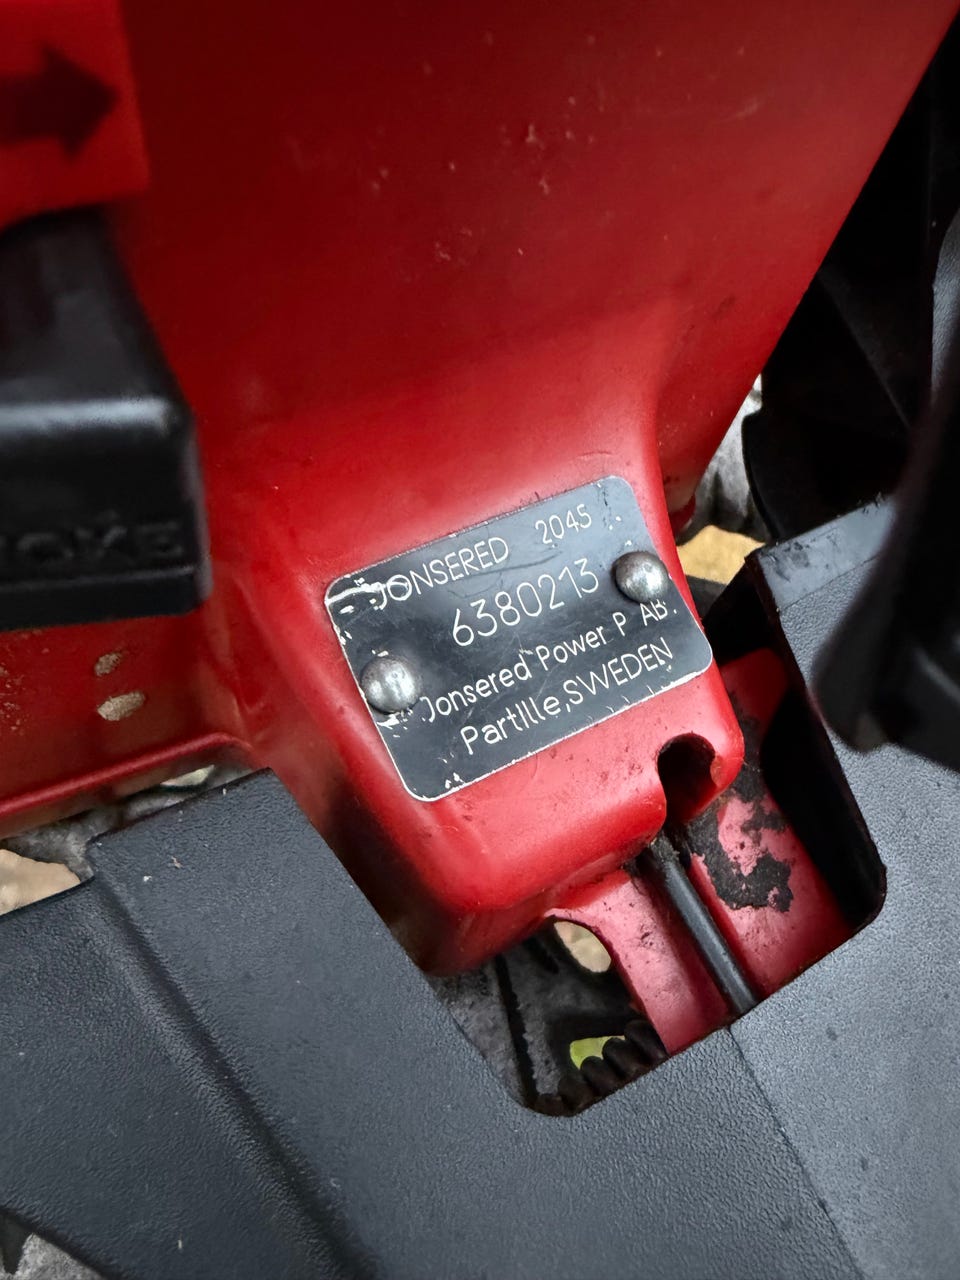 JONSERED 2045
6380213
Jonsered Power P AB.
Partille, SWEDEN